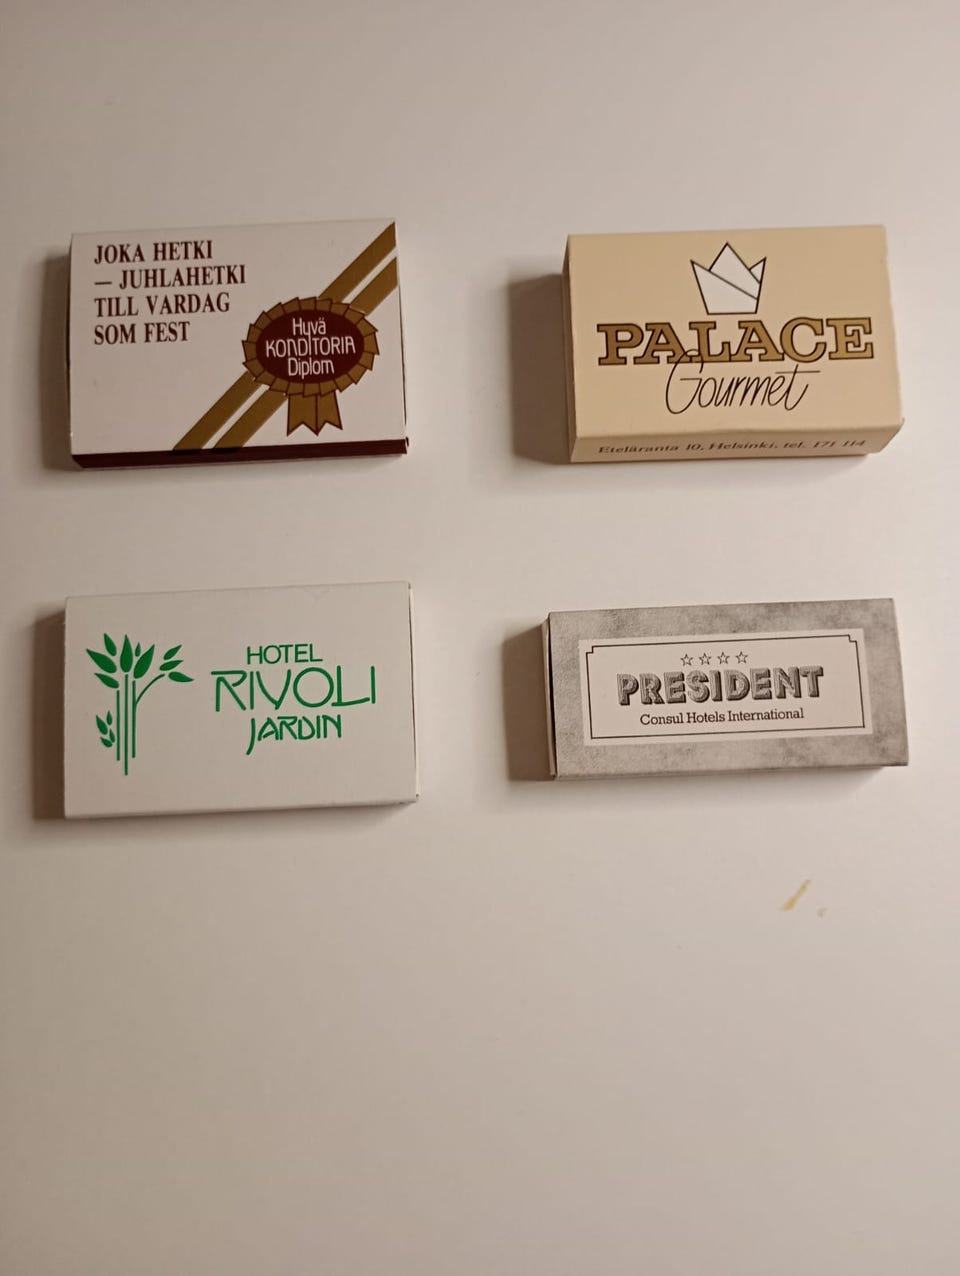 JOKA HETKI
— JUHLAHETKI
TILL VARDAG
SOM FEST
Hyvä
KONDITORIA
Diplom
PALACE
Gourmet
Eteläranta 10, Helsinki, tel. 171 114
HOTEL
RIVOLI
JARDIN
PRESIDENT
Consul Hotels International